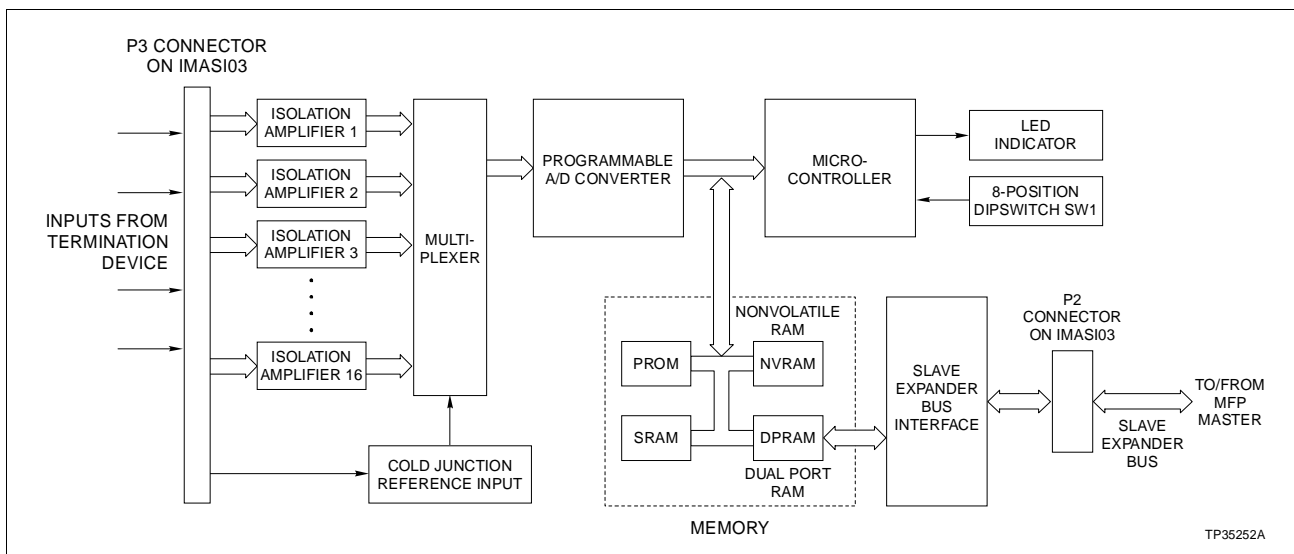 P3 CONNECTOR
ON IMASI03
INPUTS FROM
TERMINATION
DEVICE
ISOLATION
AMPLIFIER 1
ISOLATION
AMPLIFIER 2
ISOLATION
AMPLIFIER 3
ISOLATION
AMPLIFIER 16
MULTI-
PLEXER
COLD JUNCTION
REFERENCE INPUT
PROGRAMMABLE
A/D CONVERTER
MICRO-
CONTROLLER
LED
INDICATOR
8-POSITION
DIPSWITCH SW1
NONVOLATILE
RAM
PROM
NVRAM
SRAM
DPRAM
DUAL PORT
RAM
MEMORY
SLAVE
EXPANDER
BUS
INTERFACE
P2
CONNECTOR
ON IMASI03
SLAVE
EXPANDER
BUS
TO/FROM
MFP
MASTER
TP35252A